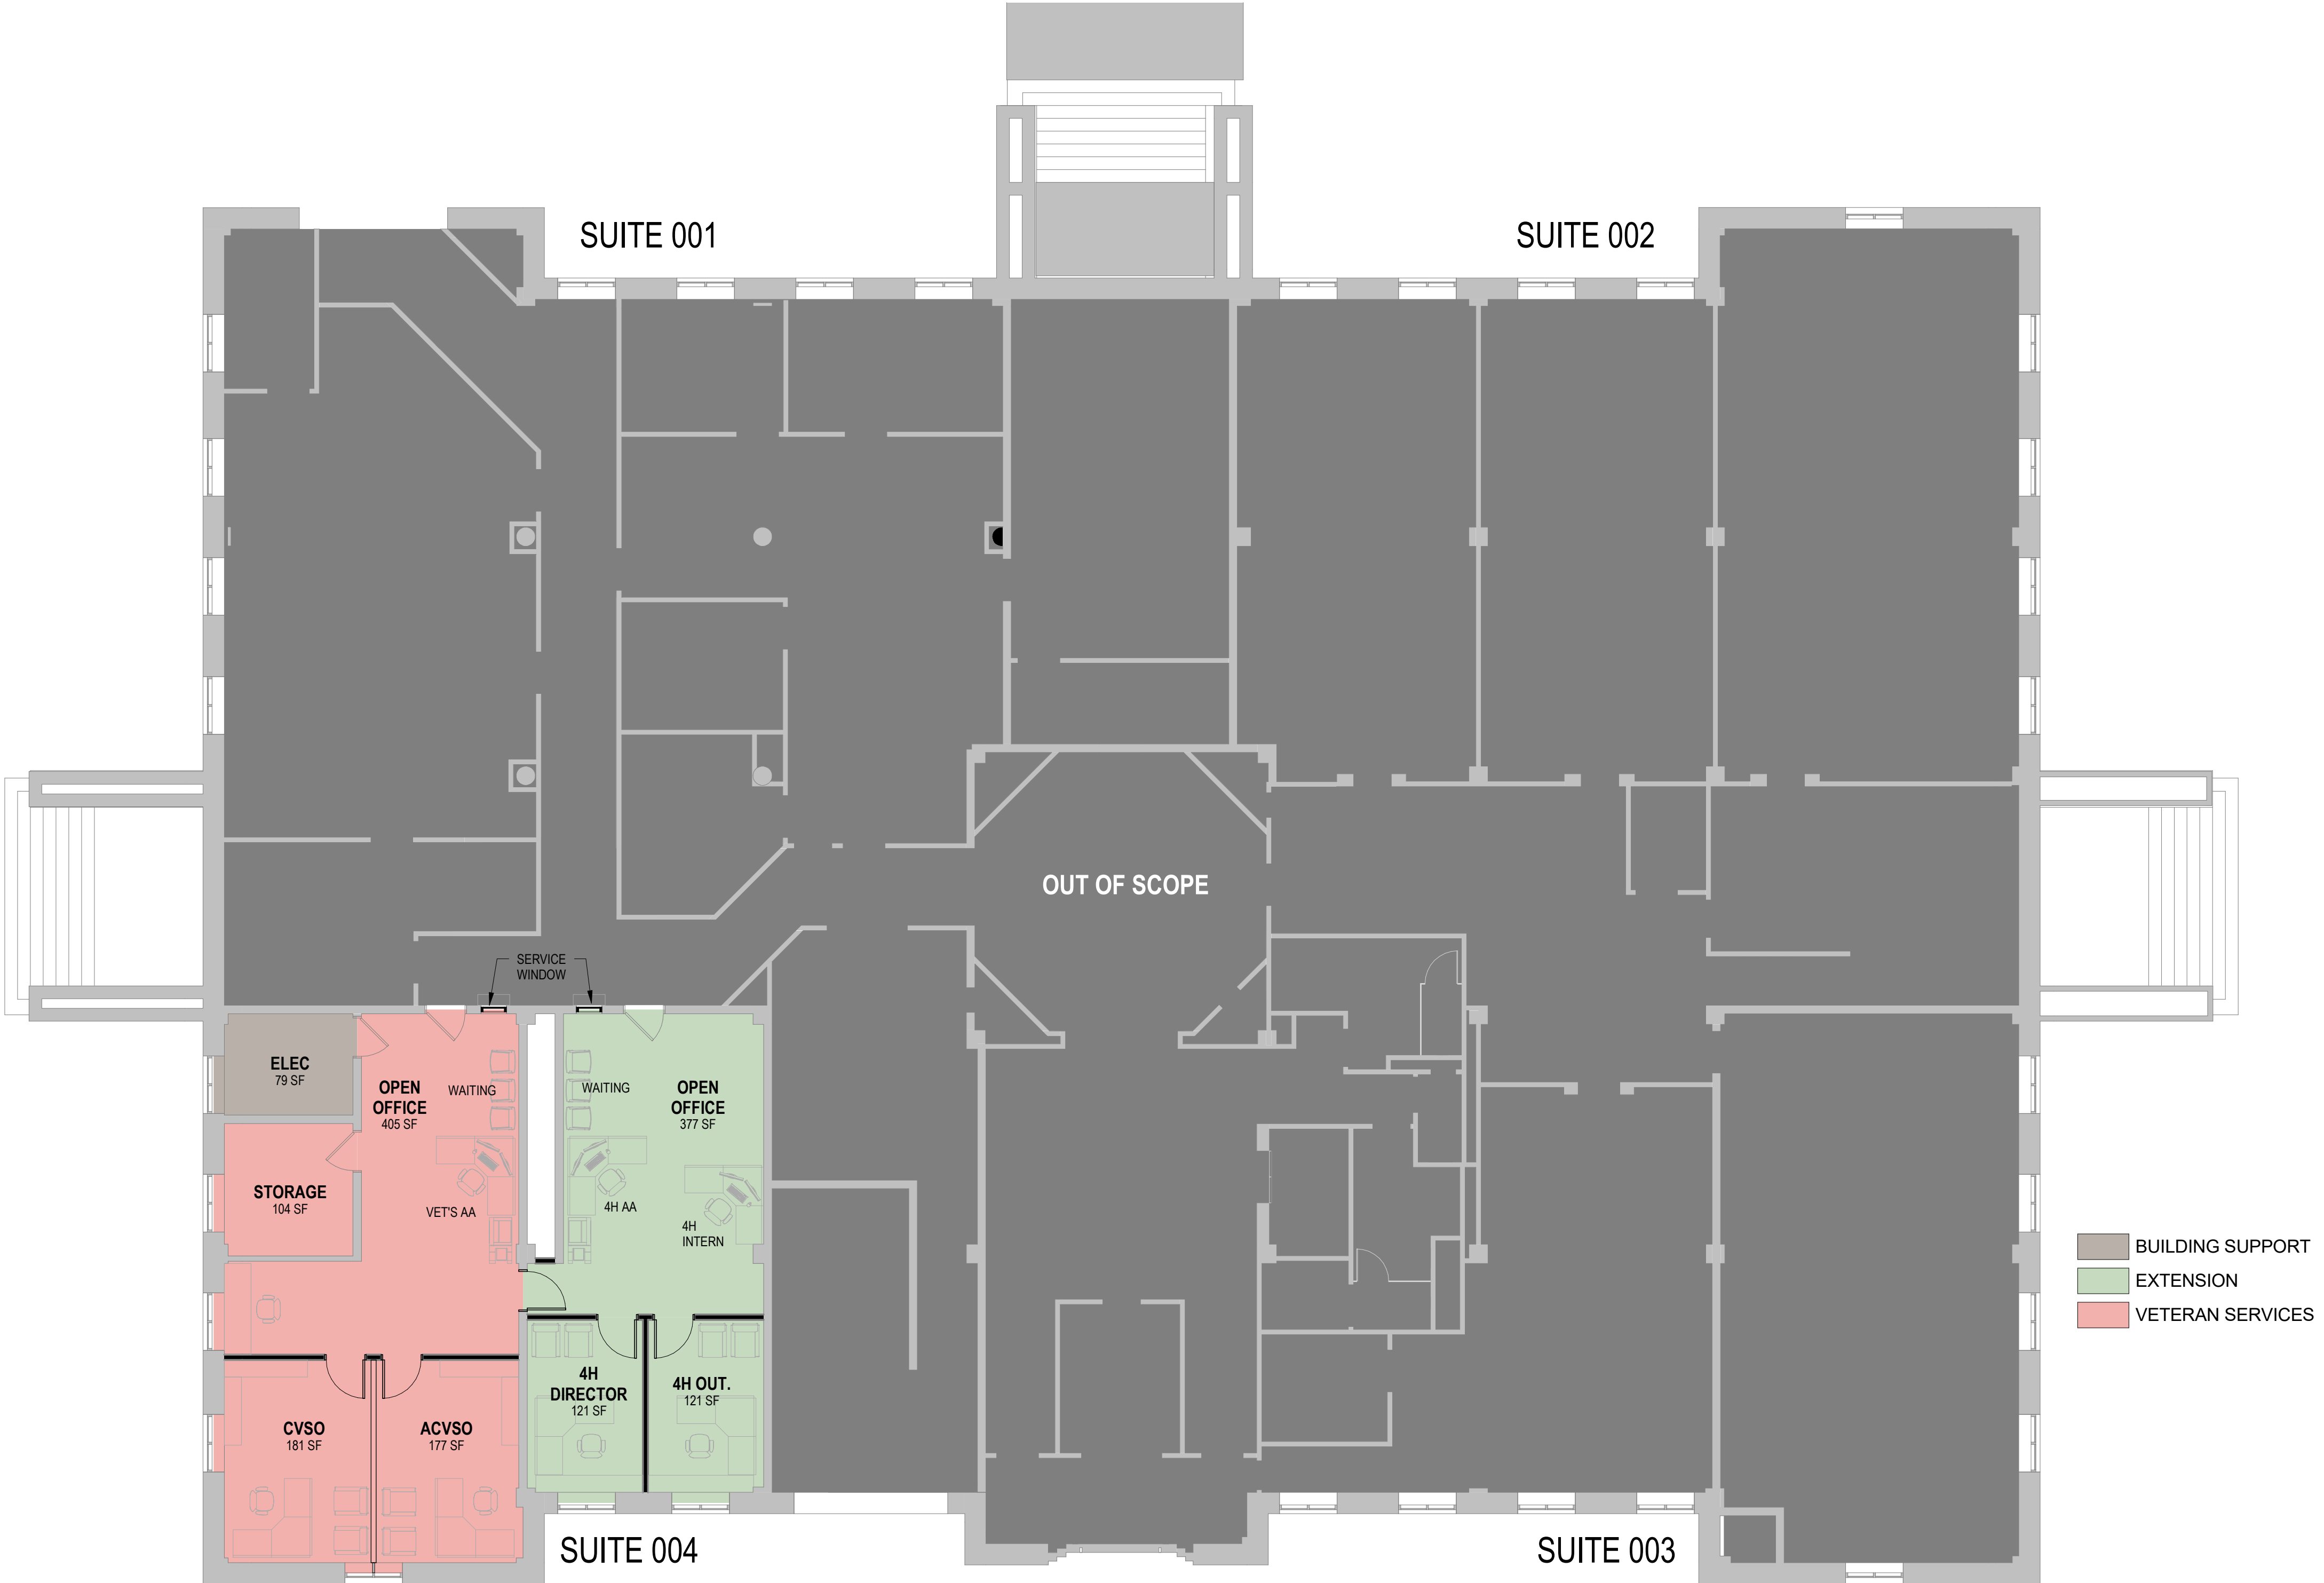 SUITE 001
SUITE 002
OUT OF SCOPE
SERVICE
WINDOW
ELEC
79 SF
OPEN
OFFICE
405 SF
WAITING
WAITING
OPEN
OFFICE
377 SF
STORAGE
104 SF
VET'S AA
4H AA
4H
INTERN
BUILDING SUPPORT
EXTENSION
VETERAN SERVICES
CVSO
181 SF
ACVSO
177 SF
4H
DIRECTOR
121 SF
4H OUT.
121 SF
SUITE 004
SUITE 003